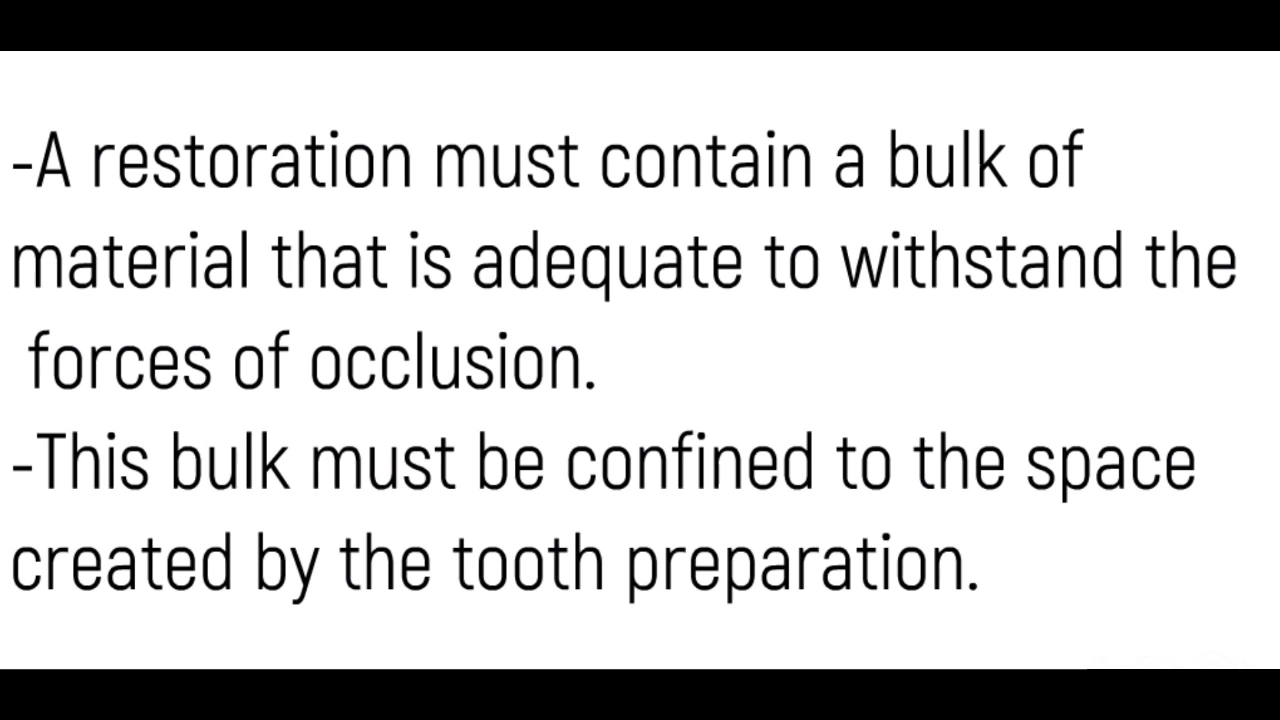 -A restoration must contain a bulk of
material that is adequate to withstand the
forces of occlusion.
-This bulk must be confined to the space
created by the tooth preparation.